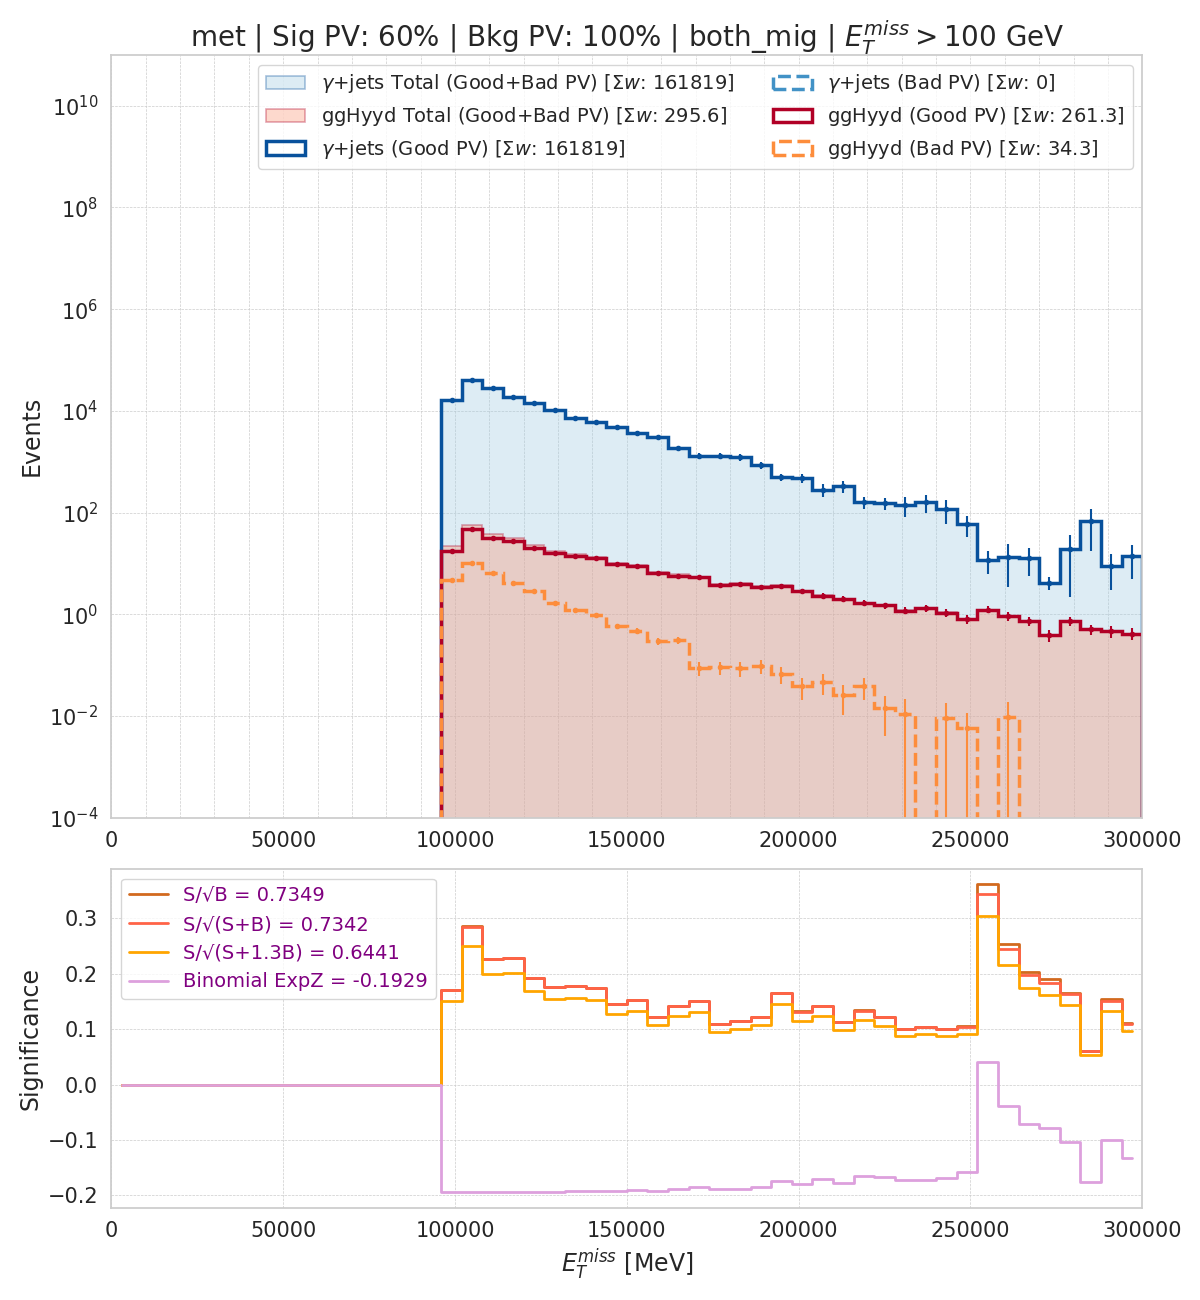 met | Sig PV: 60% | Bkg PV: 100% | both_mig | $E_T^{miss} > 100$ GeV
γ+jets Total (Good+Bad PV) [Σw: 161819]
ggHyyd Total (Good+Bad PV) [Σw: 295.6]
γ+jets (Good PV) [Σw: 161819]
γ+jets (Bad PV) [Σw: 0]
ggHyyd (Good PV) [Σw: 261.3]
ggHyyd (Bad PV) [Σw: 34.3]
Events
$10^{10}$
$10^{8}$
$10^{6}$
$10^{4}$
$10^{2}$
$10^{0}$
$10^{-2}$
$10^{-4}$
0 50000 100000 150000 200000 250000 300000
S/√B = 0.7349
S/√(S+B) = 0.7342
S/√(S+1.3B) = 0.6441
Binomial ExpZ = -0.1929
Significance
0.3
0.2
0.1
0.0
−0.1
−0.2
0 50000 100000 150000 200000 250000 300000
$E_T^{miss}$ [MeV]